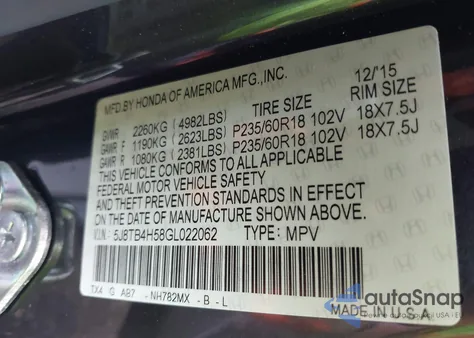 MFD.BY HONDA OF AMERICA MFG.,INC. 12/15
GVWR 2260KG (4982LBS) TIRE SIZE RIM SIZE
GAWR F 1190KG (2623LBS) P235/60R18 102V 18X7.5J
GAWR R 1080KG (2381LBS) P235/60R18 102V 18X7.5J
THIS VEHICLE CONFORMS TO ALL APPLICABLE
FEDERAL MOTOR VEHICLE SAFETY
AND THEFT PREVENTION STANDARDS IN EFFECT
ON THE DATE OF MANUFACTURE SHOWN ABOVE.
V.I.N: 5J8TB4H58GL022062 TYPE: MPV
TX4 G AB7 -NH782MX -B-L
MADE IN U.S.A.
autoSnap